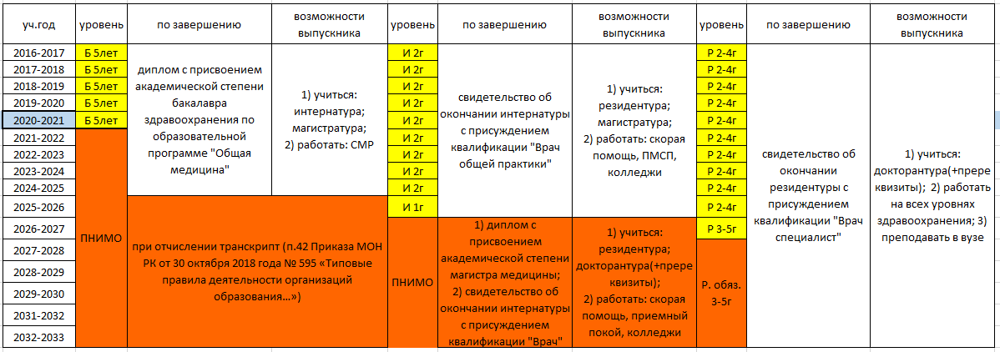 уч.год
уровень
по завершению
возможности
выпускника
уровень
по завершению
возможности
выпускника
уровень
по завершению
возможности
выпускника
2016-2017
2017-2018
2018-2019
2019-2020
2020-2021
2021-2022
2022-2023
2023-2024
2024-2025
2025-2026
2026-2027
2027-2028
2028-2029
2029-2030
2031-2032
2032-2033
Б 5лет
Б 5лет
Б 5лет
Б 5лет
Б 5лет
ПНИМО
диплом с присвоением
академической степени
бакалавра
здравоохранения по
образовательной
программе "Общая
медицина"
1) учиться:
интернатура;
магистратура;
2) работать: СМР
при отчислении транскрипт (п.42 Приказа МОН
РК от 30 октября 2018 года № 595 «Типовые
правила деятельности организаций
образования…»)
И 2г
И 2г
И 2г
И 2г
И 2г
И 2г
И 2г
И 2г
И 2г
И 1г
ПНИМО
свидетельство об
окончании интернатуры
с присуждением
квалификации "Врач
общей практики"
1) диплом с
присвоением
академической степени
магистра медицины;
2) свидетельство об
окончании интернатуры
с присуждением
квалификации "Врач"
1) учиться:
резидентура;
магистратура;
2) работать: скорая
помощь, ПМСП,
колледжи
1) учиться:
резидентура;
докторантура(+прере
квизиты);
2) работать: скорая
помощь, приемный
покой, колледжи
Р 2-4г
Р 2-4г
Р 2-4г
Р 2-4г
Р 2-4г
Р 2-4г
Р 2-4г
Р 2-4г
Р 2-4г
Р 2-4г
Р 3-5г
Р. обяз.
3-5г
свидетельство об
окончании
резидентуры с
присуждением
квалификации "Врач
специалист"
1) учиться:
докторантура(+прере
квизиты); 2) работать
на всех уровнях
здравоохранения; 3)
преподавать в вузе